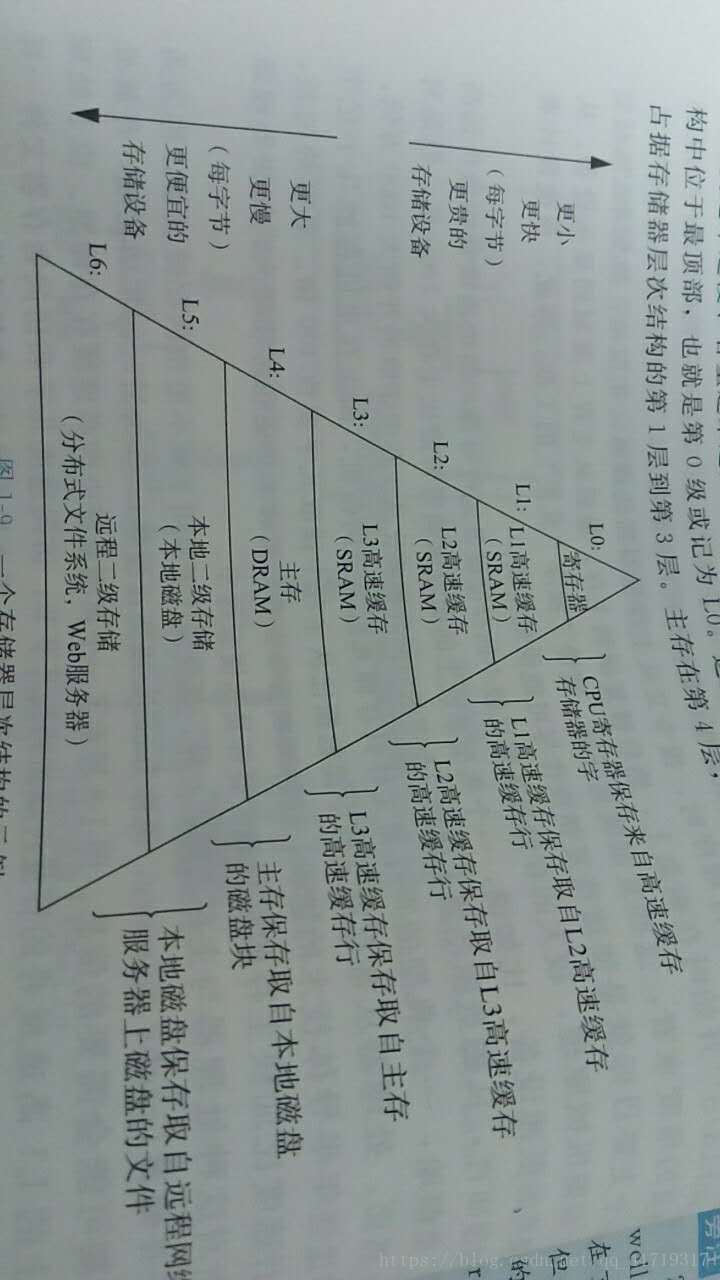 构中位于最顶部，也就是第 0 级或记为 L0。
占据存储器层次结构的第 1 层到第 3 层。主存在第 4 层，
更小
更快
（每字节）
更贵的
存储设备
更大
更慢
（每字节）
更便宜的
存储设备
L0:
寄存器
CPU寄存器保存来自高速缓存
存储器的字
L1:
L1高速缓存
（SRAM）
L1高速缓存保存取自L2高速缓存
的高速缓存行
L2:
L2高速缓存
（SRAM）
L2高速缓存保存取自L3高速缓存
的高速缓存行
L3:
L3高速缓存
（SRAM）
L3高速缓存保存取自主存
的高速缓存行
L4:
主存
（DRAM）
主存保存取自本地磁盘
的磁盘块
L5:
本地二级存储
（本地磁盘）
本地磁盘保存取自远程网络
服务器上磁盘的文件
L6:
远程二级存储
（分布式文件系统，Web服务器）
图 1-9 一个存储器层次结构的示例
wel
在
但
的